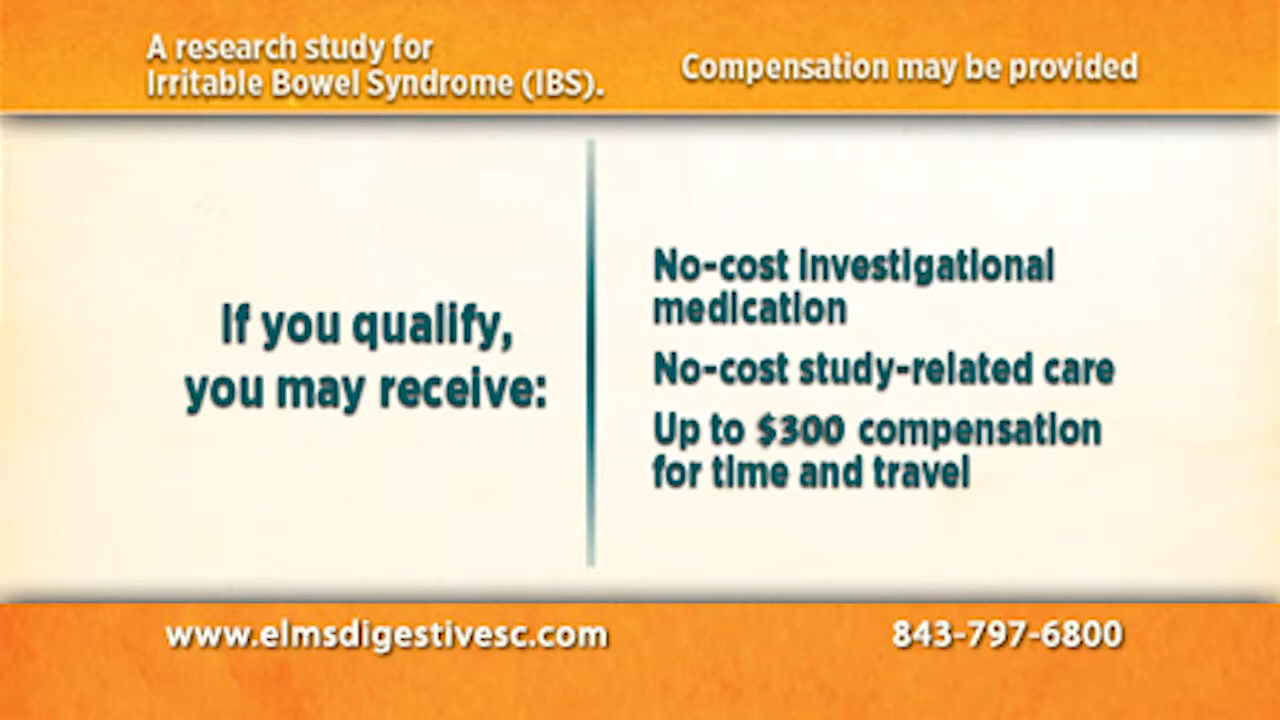 A research study for
Irritable Bowel Syndrome (IBS).
Compensation may be provided
If you qualify,
you may receive:
No-cost investigational
medication
No-cost study-related care
Up to $300 compensation
for time and travel
www.elmsdigestivesc.com
843-797-6800